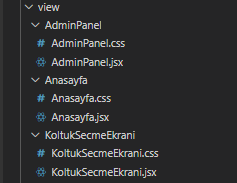 view
AdminPanel
# AdminPanel.css
AdminPanel.jsx
Anasayfa
# Anasayfa.css
Anasayfa.jsx
KoltukSecmeEkrani
# KoltukSecmeEkrani.css
KoltukSecmeEkrani.jsx